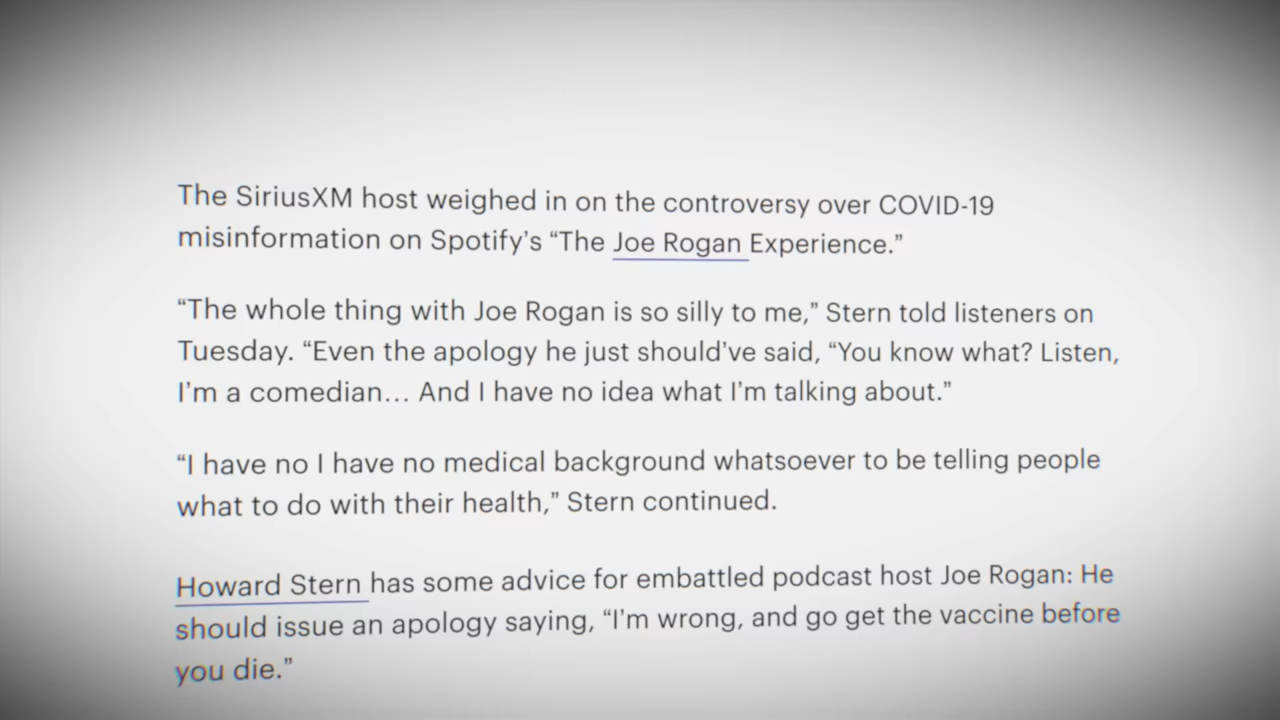 The SiriusXM host weighed in on the controversy over COVID-19
misinformation on Spotify’s “The Joe Rogan Experience.”
“The whole thing with Joe Rogan is so silly to me,” Stern told listeners on
Tuesday. “Even the apology he just should’ve said, “You know what? Listen,
I’m a comedian... And I have no idea what I’m talking about.”
“I have no I have no medical background whatsoever to be telling people
what to do with their health,” Stern continued.
Howard Stern has some advice for embattled podcast host Joe Rogan: He
should issue an apology saying, “I’m wrong, and go get the vaccine before
you die.”